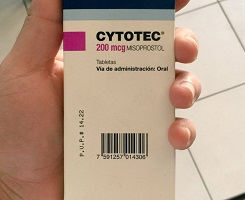 CYTOTEC®
200 mcg MISOPROSTOL
Tabletas
Vía de administración: Oral
P.V.P.# 14.22
7 591257 014306